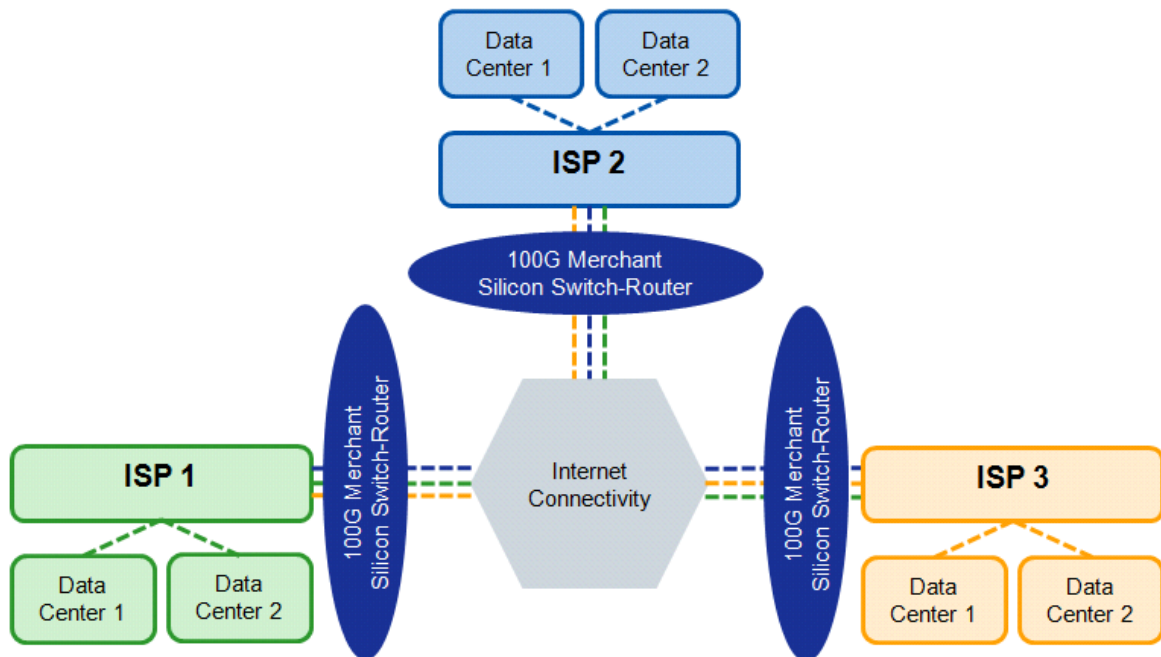 Data
Center 1
Data
Center 2
ISP 2
100G Merchant
Silicon Switch-Router
ISP 1
Data
Center 1
Data
Center 2
100G Merchant
Silicon Switch-Router
Internet
Connectivity
100G Merchant
Silicon Switch-Router
ISP 3
Data
Center 1
Data
Center 2